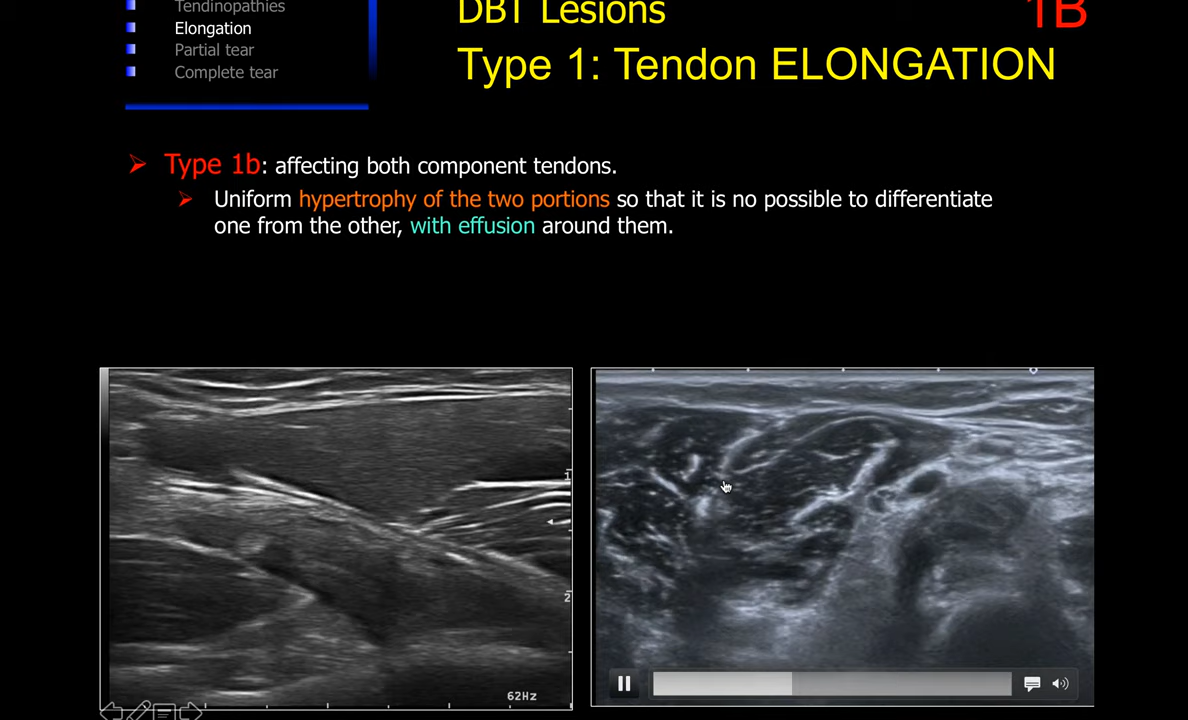 Tendinopathies
Elongation
Partial tear
Complete tear
DBT Lesions
1B
Type 1: Tendon ELONGATION
Type 1b: affecting both component tendons.
Uniform hypertrophy of the two portions so that it is no possible to differentiate
one from the other, with effusion around them.
1
2
62Hz